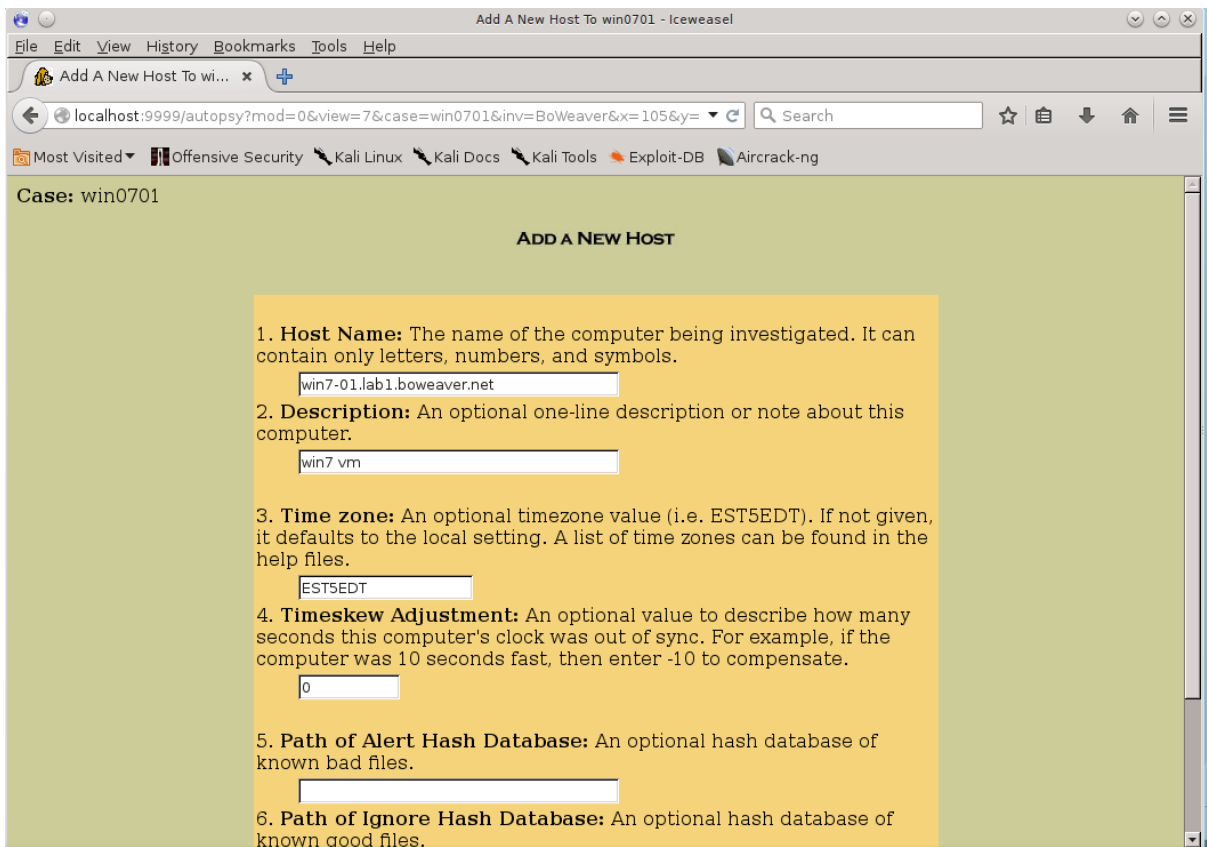 Add A New Host To win0701 - Iceweasel
File Edit View History Bookmarks Tools Help
Add A New Host To wi...
localhost:9999/autopsy?mod=0&view=7&case=win0701&inv=BoWeaver&x=105&y=
Search
Most Visited Offensive Security Kali Linux Kali Docs Kali Tools Exploit-DB Aircrack-ng
Case: win0701
ADD A NEW HOST
1. Host Name: The name of the computer being investigated. It can
contain only letters, numbers, and symbols.
win7-01.lab1.boweaver.net
2. Description: An optional one-line description or note about this
computer.
win7 vm
3. Time zone: An optional timezone value (i.e. EST5EDT). If not given,
it defaults to the local setting. A list of time zones can be found in the
help files.
EST5EDT
4. Timeskew Adjustment: An optional value to describe how many
seconds this computer's clock was out of sync. For example, if the
computer was 10 seconds fast, then enter -10 to compensate.
0
5. Path of Alert Hash Database: An optional hash database of
known bad files.
6. Path of Ignore Hash Database: An optional hash database of
known good files.